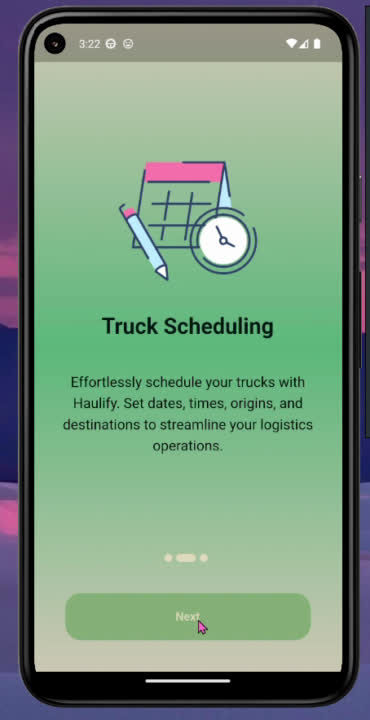 3:22
Truck Scheduling
Effortlessly schedule your trucks with
Haulify. Set dates, times, origins, and
destinations to streamline your logistics
operations.
Next